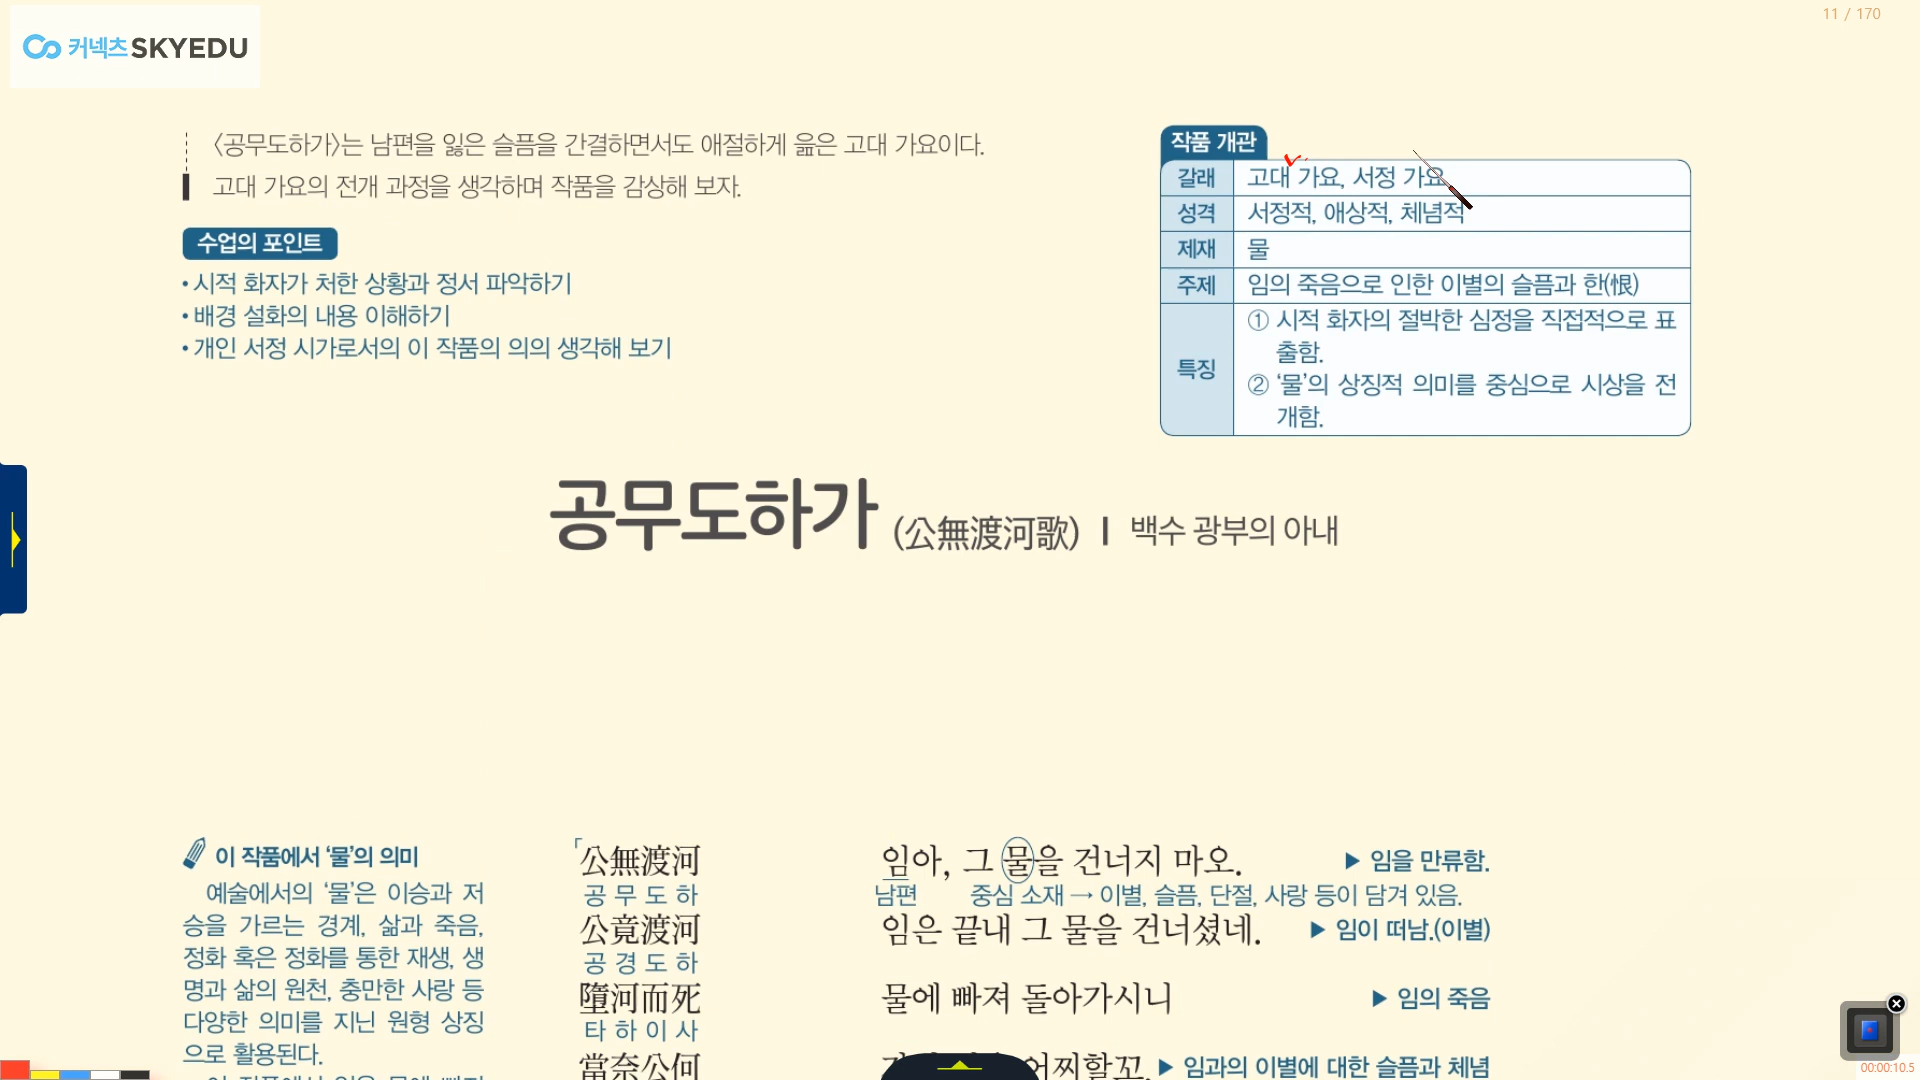 커넥츠 SKYEDU
11 / 170
〈공무도하가〉는 남편을 잃은 슬픔을 간결하면서도 애절하게 읊은 고대 가요이다.
고대 가요의 전개 과정을 생각하며 작품을 감상해 보자.
수업의 포인트
• 시적 화자가 처한 상황과 정서 파악하기
• 배경 설화의 내용 이해하기
• 개인 서정 시가로서의 이 작품의 의의 생각해 보기
작품 개관
갈래 고대 가요, 서정 가요
성격 서정적, 애상적, 체념적
제재 물
주제 임의 죽음으로 인한 이별의 슬픔과 한(恨)
특징
① 시적 화자의 절박한 심정을 직접적으로 표
출함.
② ‘물’의 상징적 의미를 중심으로 시상을 전
개함.
공무도하가 (公無渡河歌) | 백수 광부의 아내
이 작품에서 ‘물’의 의미
예술에서의 ‘물’은 이승과 저
승을 가르는 경계, 삶과 죽음,
정화 혹은 정화를 통한 재생, 생
명과 삶의 원천, 충만한 사랑 등
다양한 의미를 지닌 원형 상징
으로 활용된다.
「公無渡河
공 무 도 하
公竟渡河
공 경 도 하
墮河而死
타 하 이 사
當奈公何
임아, 그 물을 건너지 마오. ▶ 임을 만류함.
남편 중심 소재 → 이별, 슬픔, 단절, 사랑 등이 담겨 있음.
임은 끝내 그 물을 건너셨네. ▶ 임이 떠남.(이별)
물에 빠져 돌아가시니 ▶ 임의 죽음
어찌할꼬. ▶ 임과의 이별에 대한 슬픔과 체념
00:00:10.5